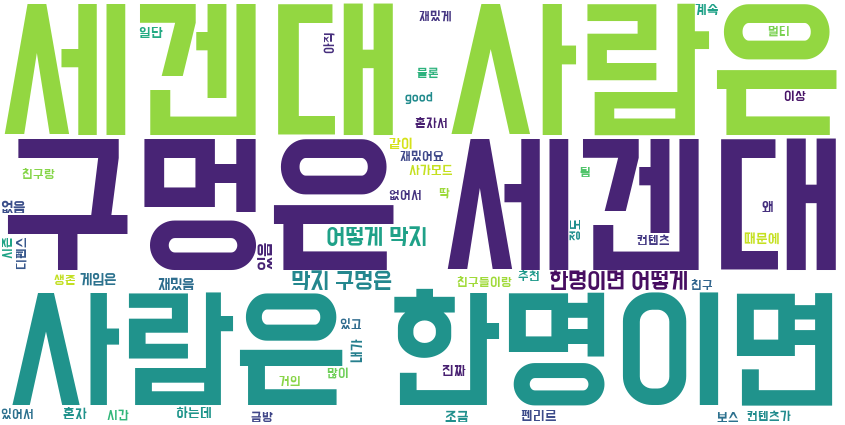 세겐대 사람은
계속
재밌게
일단
멀티
아직
물론
good
이상
혼자서
구멍은 세겐대
같이
재밌어요
친구랑
사가모드
팀
없어서
딱
없음
왜
어떻게 막지
컨텐츠
때문에
시즌
디펜스
있며
생존
게임은
재밌음
막지 구멍은
친구들이랑
추천
한명이면 어떻게
친구
사람은 한명이면
있고
내가
진짜
거의
많이
있어서
혼자
시간
하는데
금방
조금
펜리르
보스
컨텐츠가